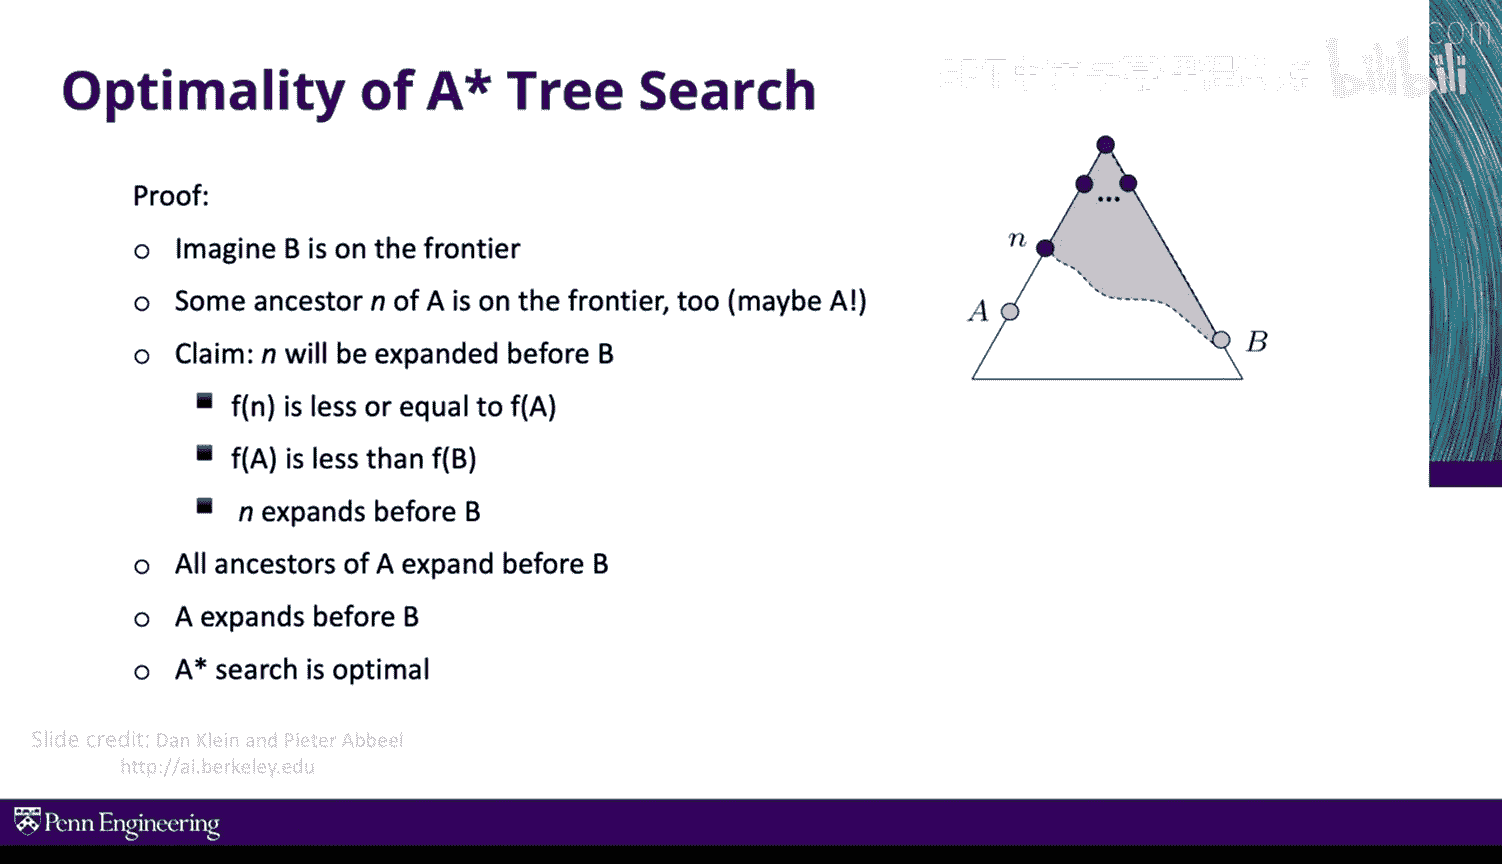 .com
bilibili
Optimality of A* Tree Search
Proof:
o Imagine B is on the frontier
o Some ancestor n of A is on the frontier, too (maybe A!)
o Claim: n will be expanded before B
▪ f(n) is less or equal to f(A)
▪ f(A) is less than f(B)
▪ n expands before B
o All ancestors of A expand before B
o A expands before B
o A* search is optimal
...
n
A
B
Slide credit: Dan Klein and Pieter Abbeel
http://ai.berkeley.edu
Penn Engineering